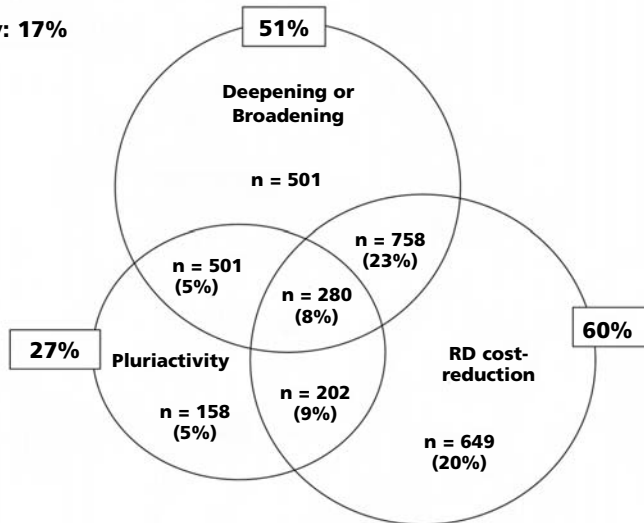 : 17%
51%
Deepening or
Broadening
n = 501
n = 758
(23%)
n = 501
(5%)
n = 280
(8%)
27%
Pluriactivity
60%
RD cost-
reduction
n = 202
(9%)
n = 158
(5%)
n = 649
(20%)